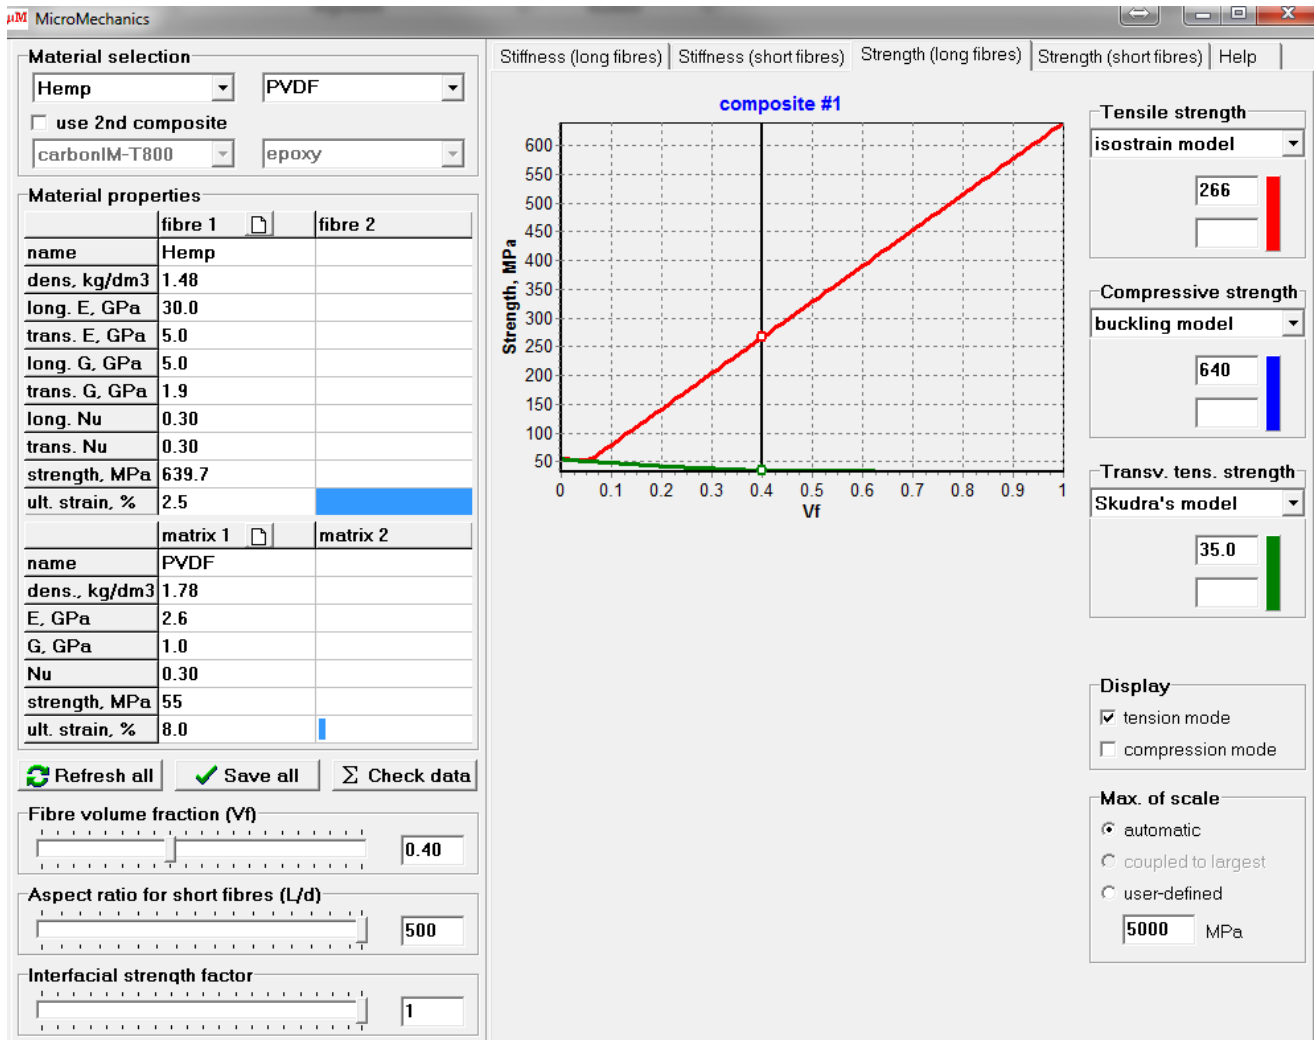 µM MicroMechanics
Material selection
Hemp PVDF
use 2nd composite
carbonIM-T800 epoxy
Material properties
fibre 1 fibre 2
name Hemp
dens, kg/dm3 1.48
long. E, GPa 30.0
trans. E, GPa 5.0
long. G, GPa 5.0
trans. G, GPa 1.9
long. Nu 0.30
trans. Nu 0.30
strength, MPa 639.7
ult. strain, % 2.5
matrix 1 matrix 2
name PVDF
dens., kg/dm3 1.78
E, GPa 2.6
G, GPa 1.0
Nu 0.30
strength, MPa 55
ult. strain, % 8.0
Refresh all Save all Σ Check data
Fibre volume fraction (Vf)
0.40
Aspect ratio for short fibres (L/d)
500
Interfacial strength factor
1
Stiffness (long fibres) Stiffness (short fibres) Strength (long fibres) Strength (short fibres) Help
composite #1
Strength, MPa
600
550
500
450
400
350
300
250
200
150
100
50
0 0.1 0.2 0.3 0.4 0.5 0.6 0.7 0.8 0.9 1
Vf
Tensile strength
isostrain model
266
Compressive strength
buckling model
640
Transv. tens. strength
Skudra's model
35.0
Display
tension mode
compression mode
Max. of scale
automatic
coupled to largest
user-defined
5000 MPa